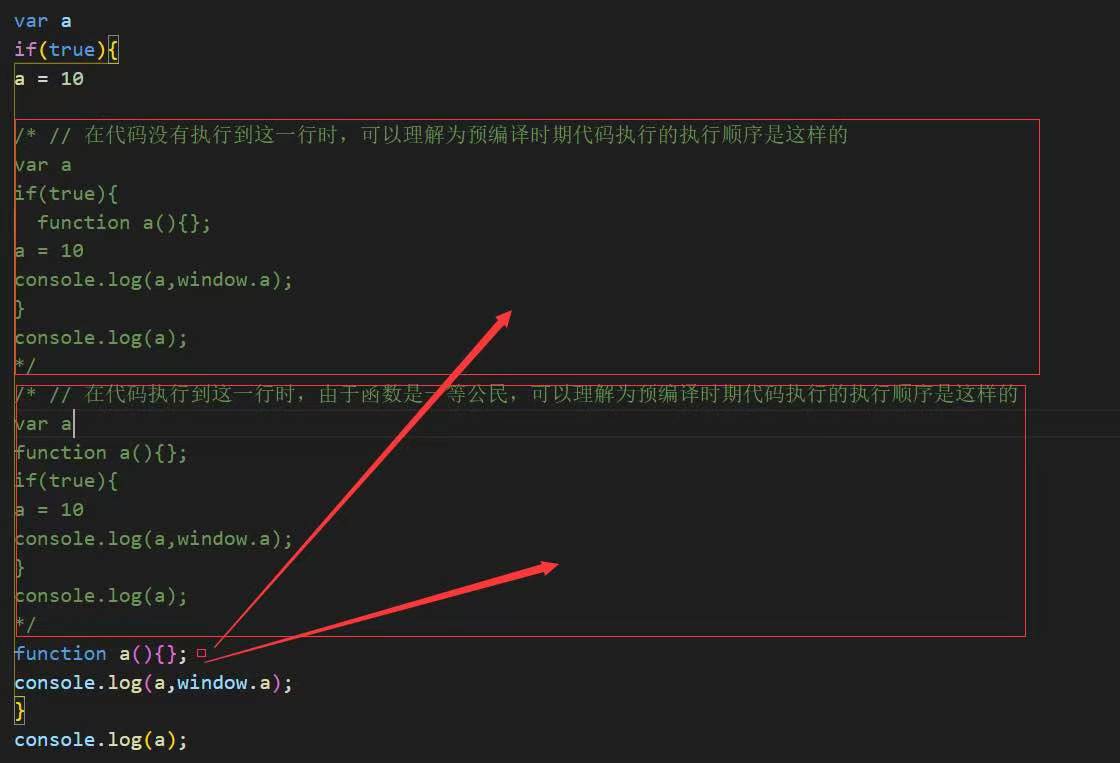 var a
if(true){
a = 10
/* // 在代码没有执行到这一行时，可以理解为预编译时期代码执行的执行顺序是这样的
var a
if(true){
function a(){};
a = 10
console.log(a,window.a);
}
console.log(a);
*/
/* // 在代码执行到这一行时，由于函数是一等公民，可以理解为预编译时期代码执行的执行顺序是这样的
var a
function a(){};
if(true){
a = 10
console.log(a,window.a);
}
console.log(a);
*/
function a(){};
console.log(a,window.a);
}
console.log(a);